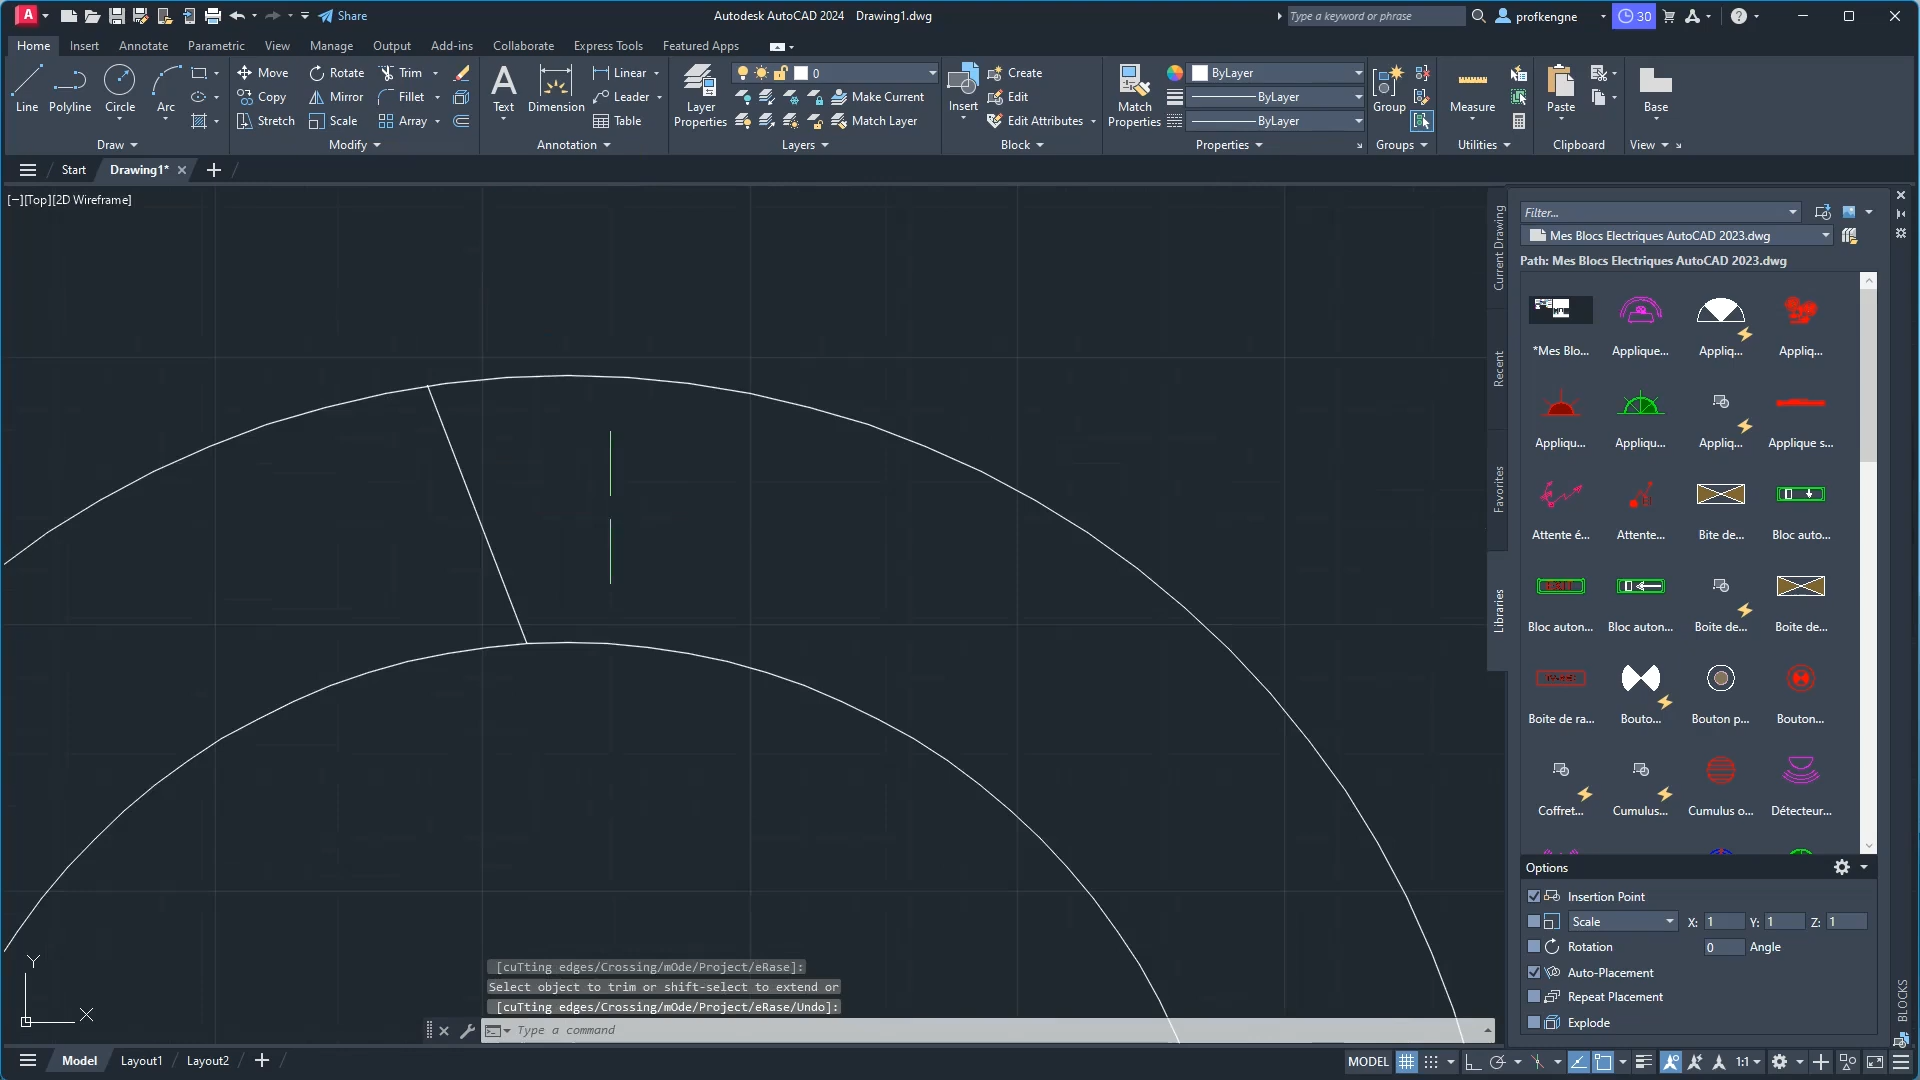 Share
Autodesk AutoCAD 2024 Drawing1.dwg
Type a keyword or phrase
profkengne
30
Home Insert Annotate Parametric View Manage Output Add-ins Collaborate Express Tools Featured Apps
Line Polyline Circle Arc
Draw
Move Rotate Trim
Copy Mirror Fillet
Stretch Scale Array
Modify
Text Dimension
Linear
Leader
Table
Annotation
Layer Properties
0
Make Current
Match Layer
Layers
Insert
Create
Edit
Edit Attributes
Block
Match Properties
ByLayer
ByLayer
ByLayer
Properties
Group
Groups
Measure
Utilities
Paste
Clipboard
Base
View
Start Drawing1*
[−][Top][2D Wireframe]
Current Drawing
Recent
Favorites
Libraries
Filter...
Mes Blocs Electriques AutoCAD 2023.dwg
Path: Mes Blocs Electriques AutoCAD 2023.dwg
*Mes Blo... Applique... Appliq... Appliq...
Appliqu... Appliqu... Appliq... Applique s...
Attente é... Attente... Bite de... Bloc auto...
Bloc auton... Bloc auton... Boite de... Boite de...
Boite de ra... Bouto... Bouton p... Bouton...
Coffret... Cumulus... Cumulus o... Détecteur...
Options
Insertion Point
Scale X: 1 Y: 1 Z: 1
Rotation 0 Angle
Auto-Placement
Repeat Placement
Explode
BLOCKS
Y
X
[cuTting edges/Crossing/mOde/Project/eRase]:
Select object to trim or shift-select to extend or
[cuTting edges/Crossing/mOde/Project/eRase/Undo]:
Type a command
Model Layout1 Layout2
MODEL 1:1